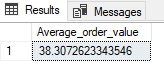 Results Messages
Average_order_value
1 38.3072623343546